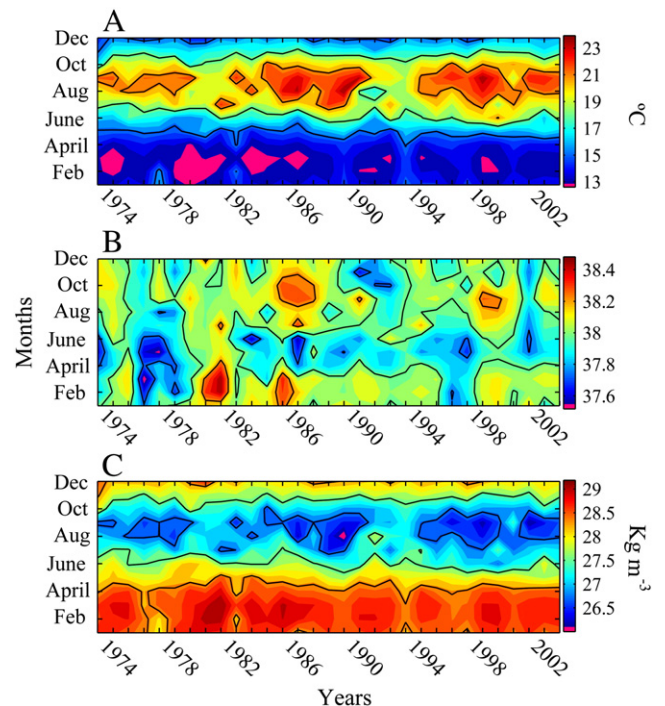 A
Dec
Oct
Aug
June
April
Feb
1974
1978
1982
1986
1990
1994
1998
2002
23
21
19
17
15
13
ºC
B
Months
Dec
Oct
Aug
June
April
Feb
1974
1978
1982
1986
1990
1994
1998
2002
38.4
38.2
38
37.8
37.6
C
Dec
Oct
Aug
June
April
Feb
1974
1978
1982
1986
1990
1994
1998
2002
29
28.5
28
27.5
27
26.5
Kg m⁻³
Years